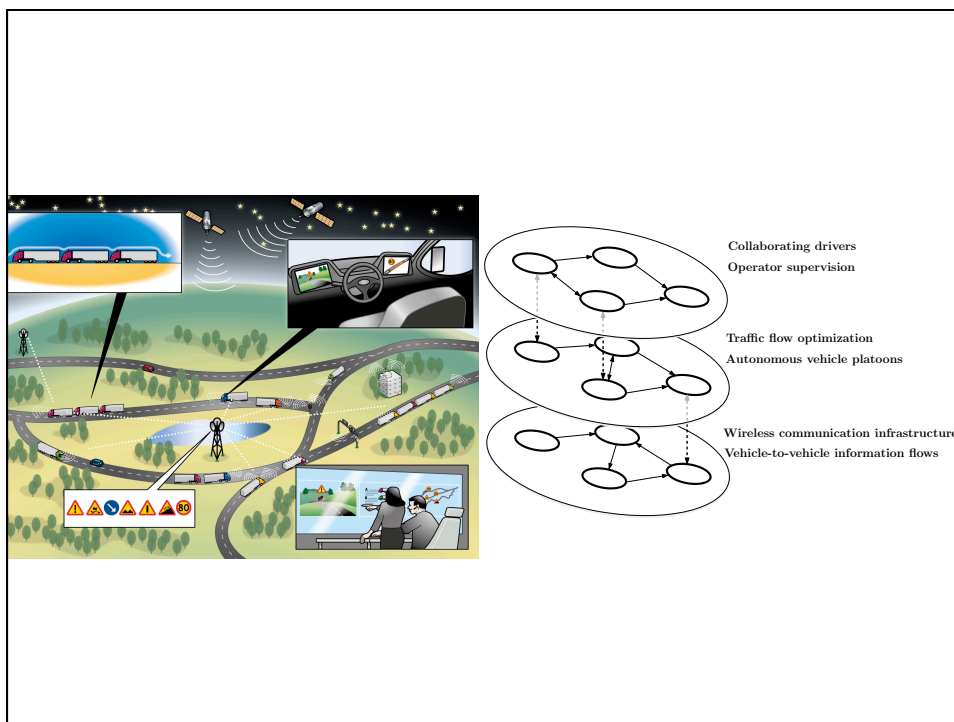 Collaborating drivers
Operator supervision
Traffic flow optimization
Autonomous vehicle platoons
Wireless communication infrastructure
Vehicle-to-vehicle information flows
80
80